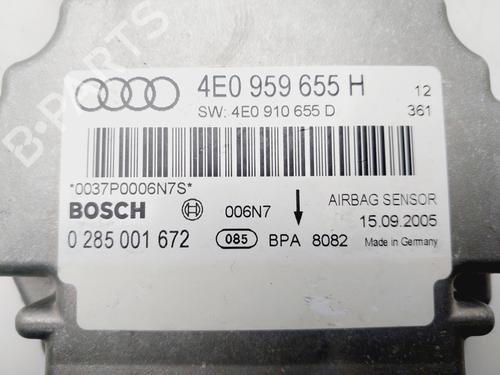 4E0 959 655 H
12
SW: 4E0 910 655 D
361
*0037P0006N7S*
BOSCH
006N7
AIRBAG SENSOR
15.09.2005
0 285 001 672
085
BPA 8082
Made in Germany
B-PARTS